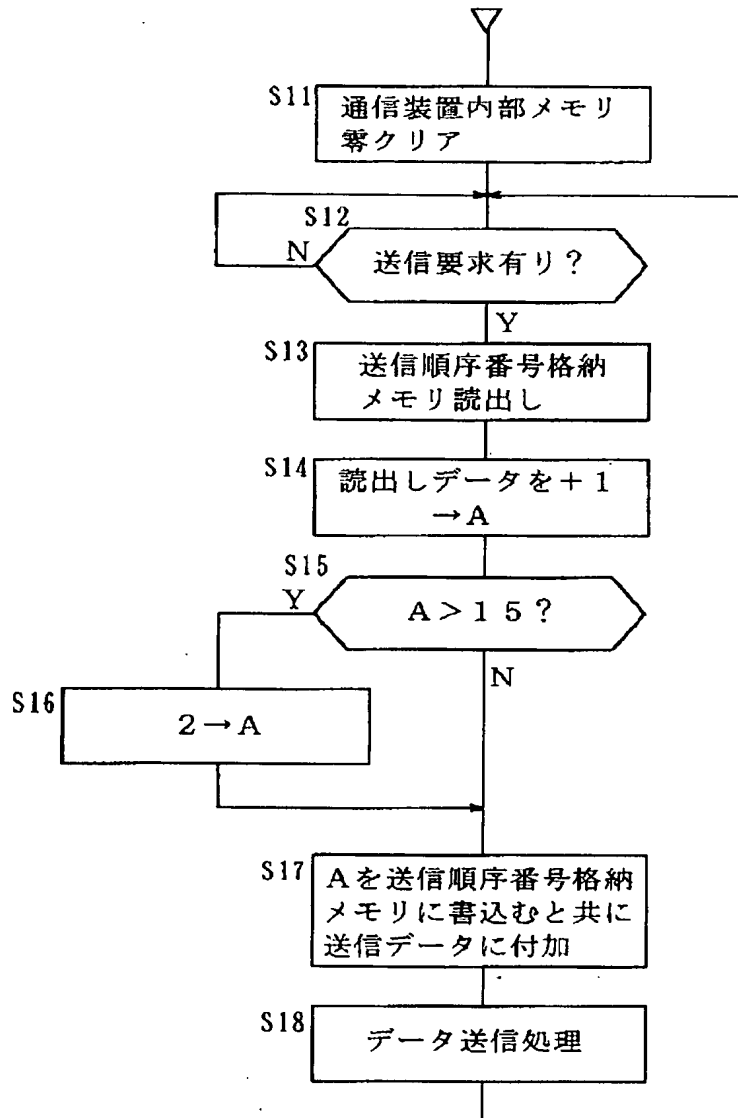 S11
通信装置内部メモリ
零クリア
S12
N
送信要求有り?
Y
S13
送信順序番号格納
メモリ読出し
S14
読出しデータを+1
→A
S15
Y
A>15?
N
S16
2→A
S17
Aを送信順序番号格納
メモリに書込むと共に
送信データに付加
S18
データ送信処理